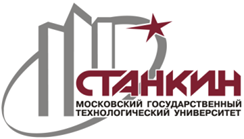 СТАНКИН
МОСКОВСКИЙ ГОСУДАРСТВЕННЫЙ
ТЕХНОЛОГИЧЕСКИЙ УНИВЕРСИТЕТ